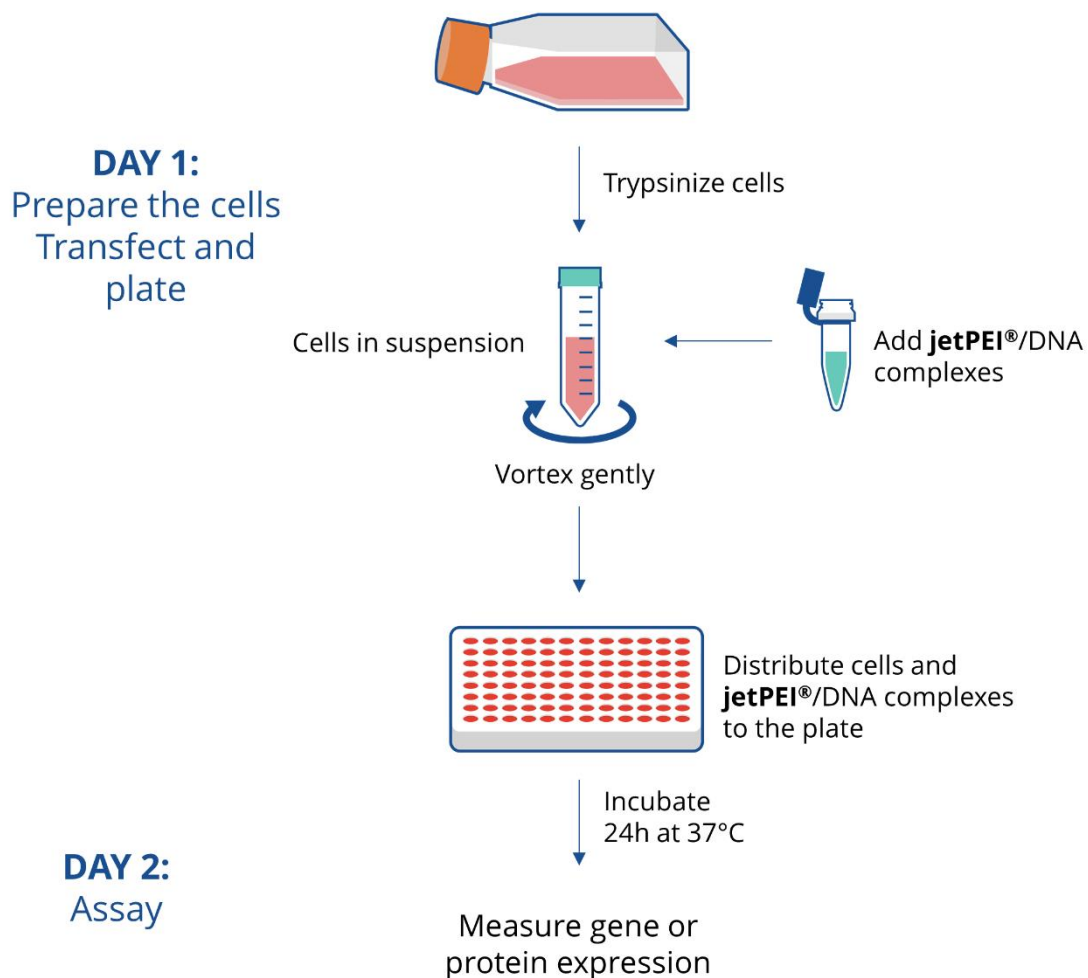 DAY 1:
Prepare the cells
Transfect and
plate
Trypsinize cells
Cells in suspension
Add jetPEI®/DNA
complexes
Vortex gently
Distribute cells and
jetPEI®/DNA complexes
to the plate
Incubate
24h at 37°C
DAY 2:
Assay
Measure gene or
protein expression